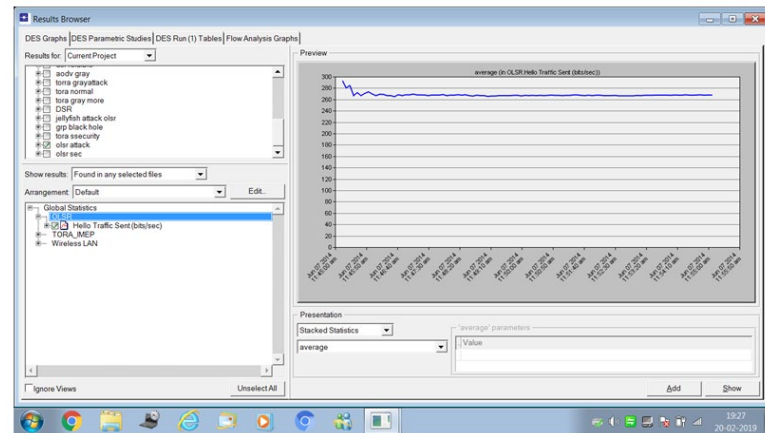 Results Browser
DES Graphs DES Parametric Studies DES Run (1) Tables Flow Analysis Graphs
Results for: Current Project
aodv gray
torra grayattack
tora normal
tora gray more
DSR
jellyfish attack olsr
grp black hole
tora ssecurity
olsr attack
olsr sec
Show results: Found in any selected files
Arrangement: Default Edit...
Global Statistics
OLSR
Hello Traffic Sent (bits/sec)
TORA_IMEP
Wireless LAN
Ignore Views Unselect All
Preview
average (in OLSR.Hello Traffic Sent (bits/sec))
300
280
260
240
220
200
180
160
140
120
100
80
60
40
20
0
Presentation
Stacked Statistics
average
'average' parameters
Value
Add Show
19:27
20-02-2019